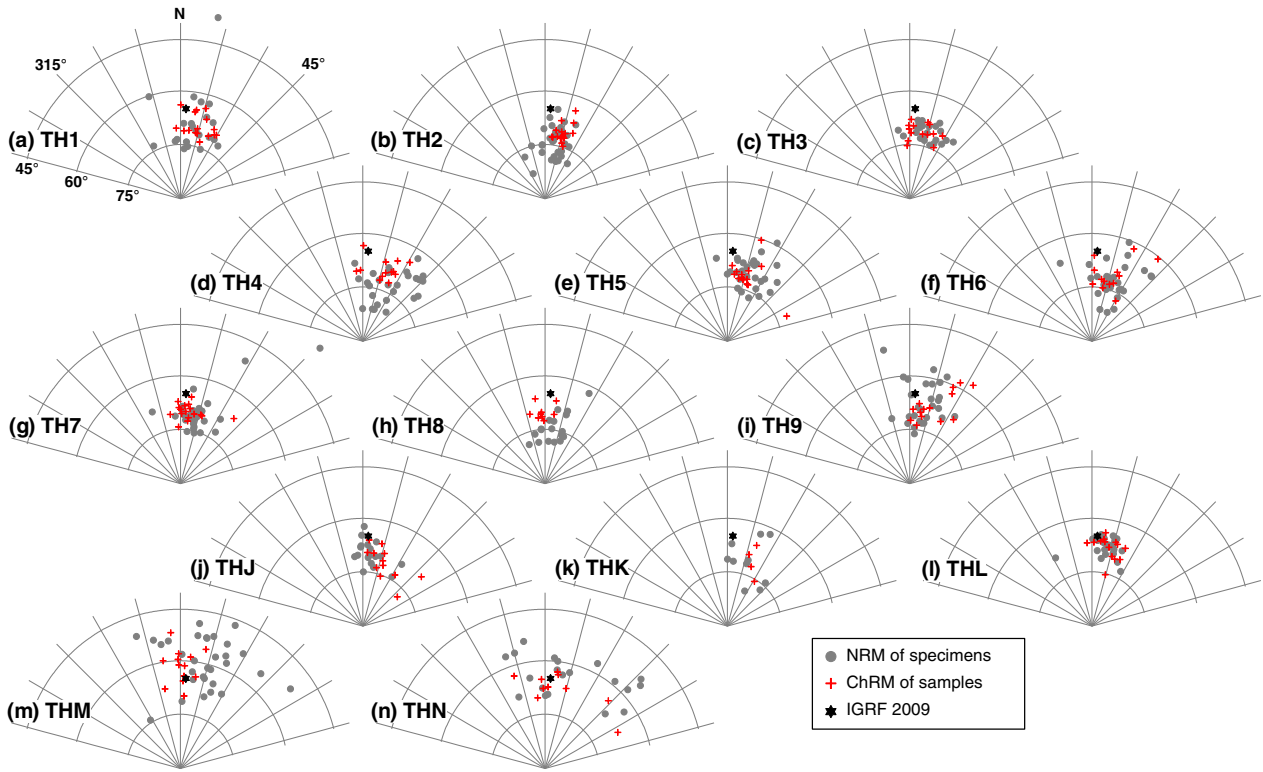 N
315°
45°
(a) TH1
(b) TH2
(c) TH3
45°
60°
75°
(d) TH4
(e) TH5
(f) TH6
(g) TH7
(h) TH8
(i) TH9
(j) THJ
(k) THK
(l) THL
NRM of specimens
ChRM of samples
IGRF 2009
(m) THM
(n) THN